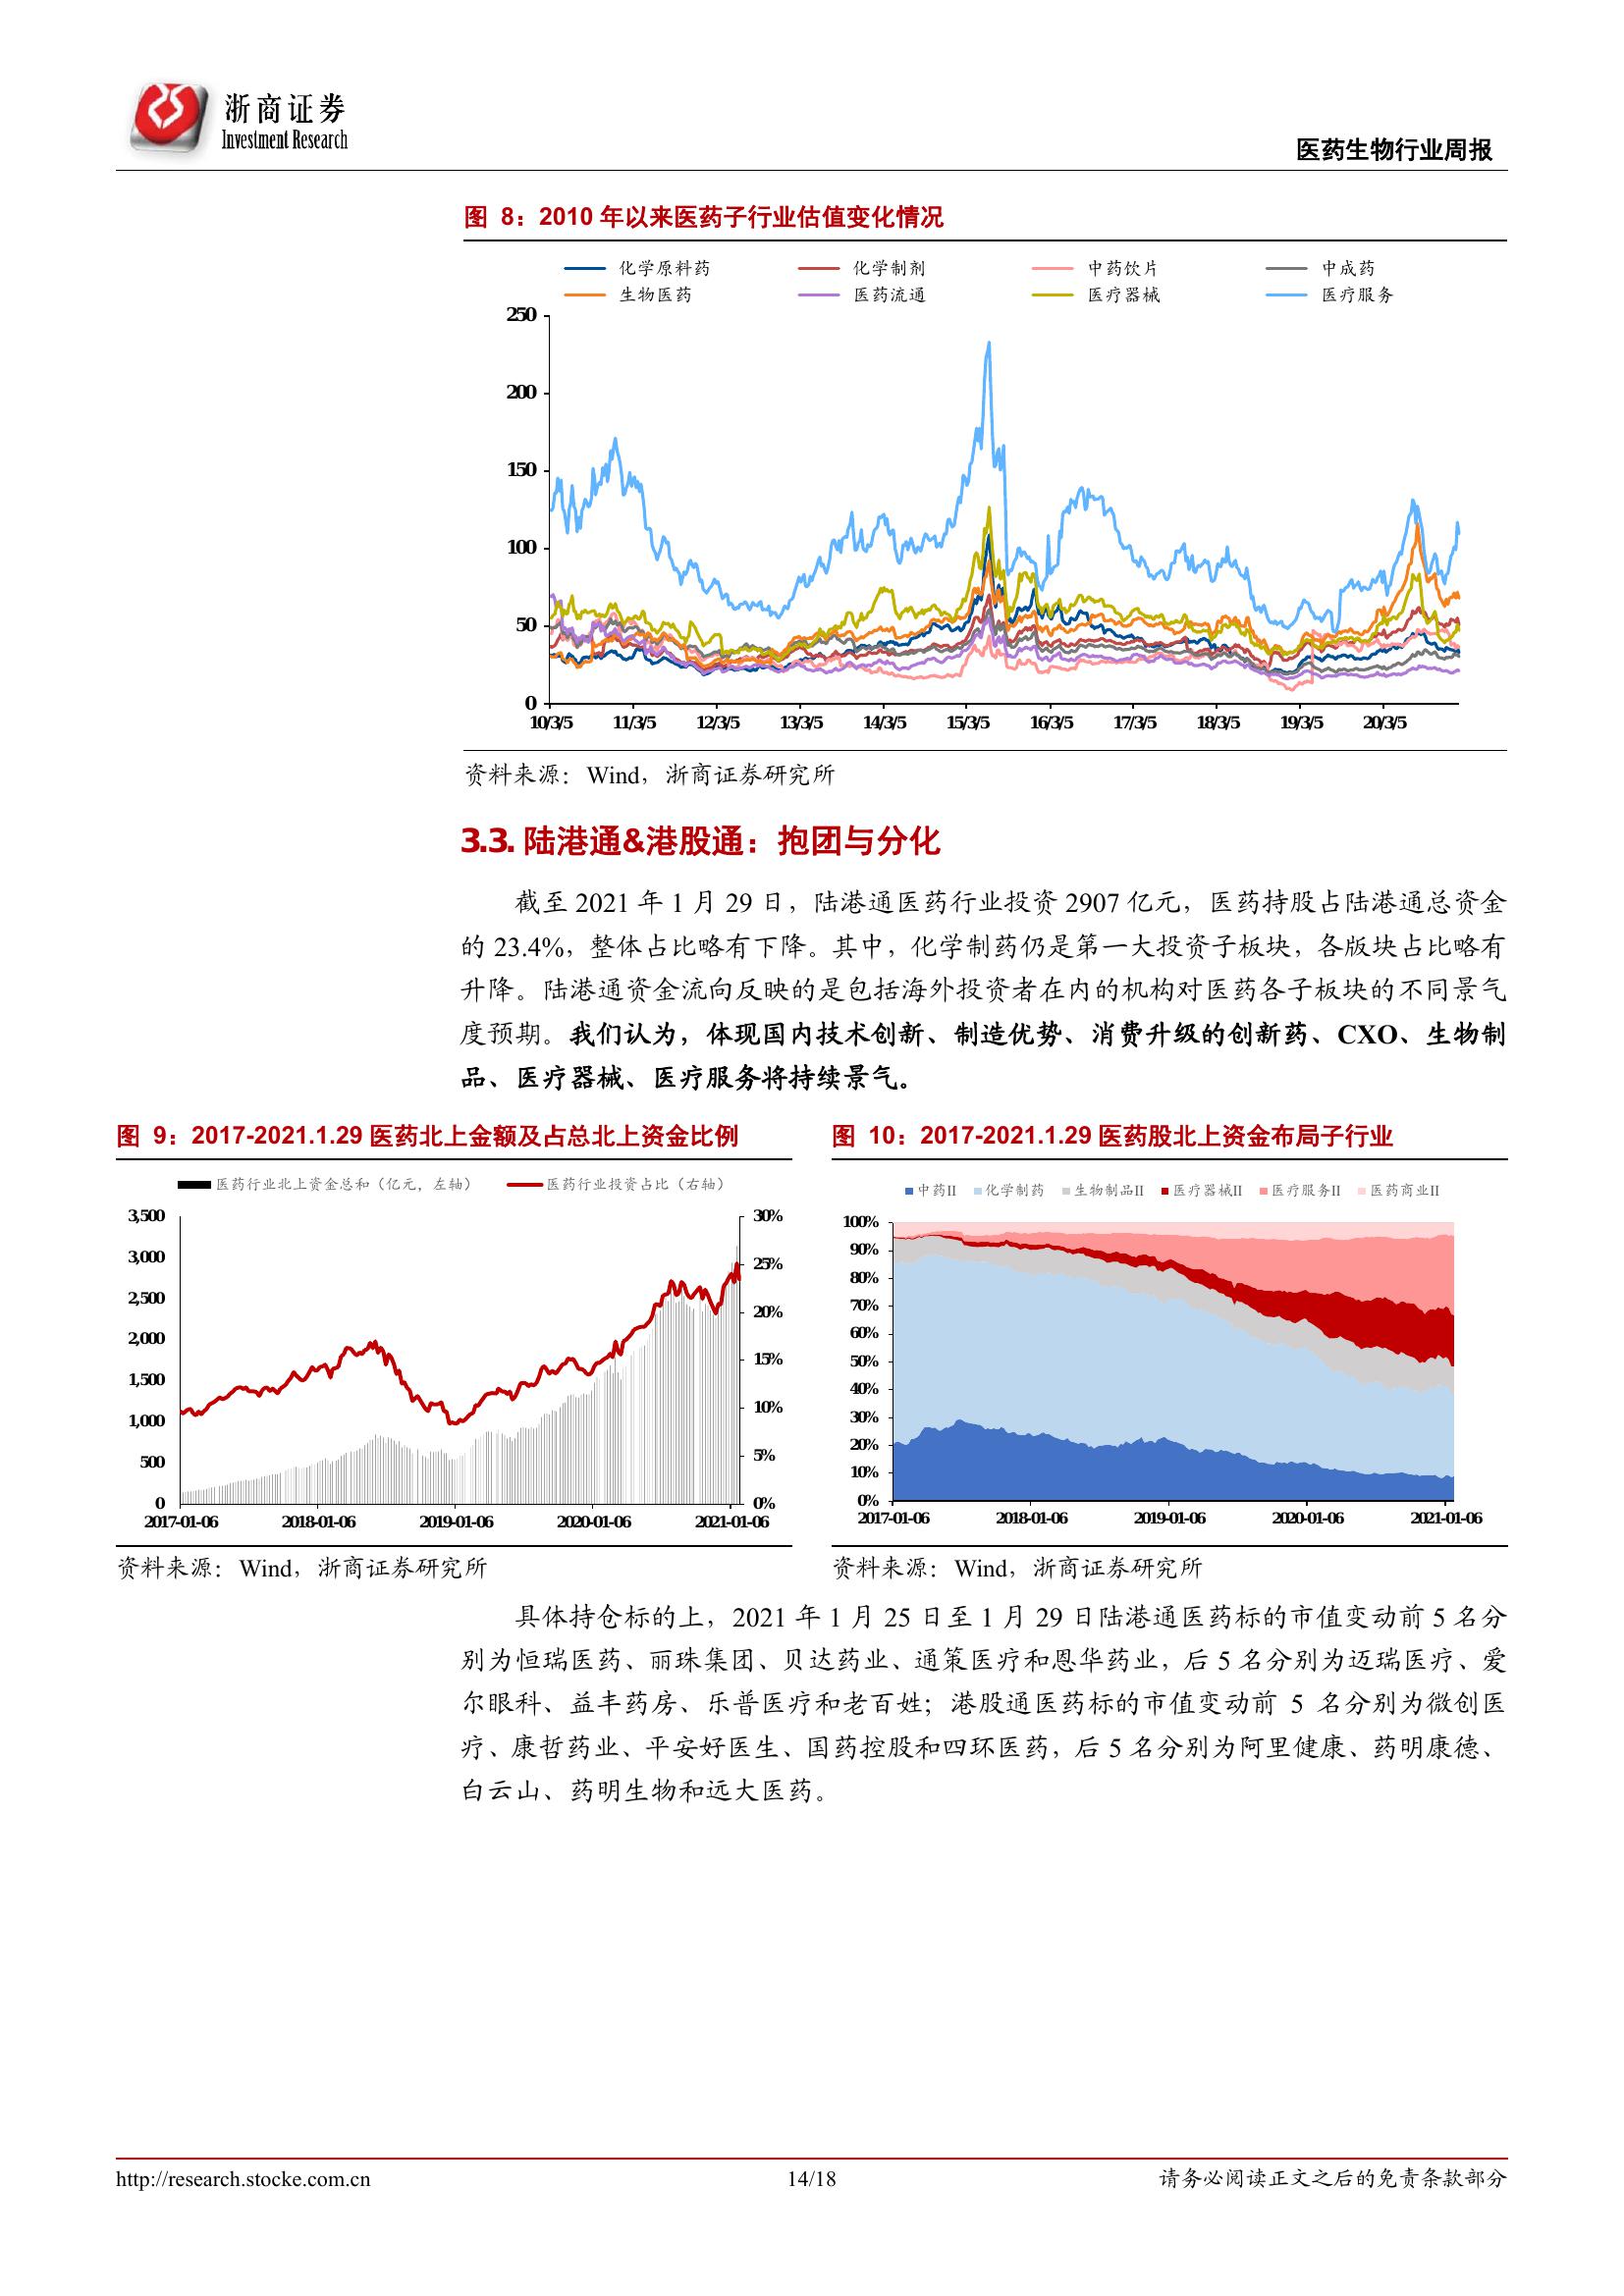 浙商证券
Investment Research
医药生物行业周报
图 8：2010 年以来医药子行业估值变化情况
化学原料药 化学制剂 中药饮片 中成药
生物医药 医药流通 医疗器械 医疗服务
250
200
150
100
50
0
10/3/5 11/3/5 12/3/5 13/3/5 14/3/5 15/3/5 16/3/5 17/3/5 18/3/5 19/3/5 20/3/5
资料来源：Wind，浙商证券研究所
3.3. 陆港通&港股通：抱团与分化
截至 2021 年 1 月 29 日，陆港通医药行业投资 2907 亿元，医药持股占陆港通总资金
的 23.4%，整体占比略有下降。其中，化学制药仍是第一大投资子板块，各版块占比略有
升降。陆港通资金流向反映的是包括海外投资者在内的机构对医药各子板块的不同景气
度预期。我们认为，体现国内技术创新、制造优势、消费升级的创新药、CXO、生物制
品、医疗器械、医疗服务将持续景气。
图 9：2017-2021.1.29 医药北上金额及占总北上资金比例
医药行业北上资金总和（亿元，左轴） 医药行业投资占比（右轴）
3,500 30%
3,000
25%
2,500
20%
2,000
15%
1,500
10%
1,000
5%
500
0 0%
2017-01-06 2018-01-06 2019-01-06 2020-01-06 2021-01-06
资料来源：Wind，浙商证券研究所
图 10：2017-2021.1.29 医药股北上资金布局子行业
中药II 化学制药 生物制品II 医疗器械II 医疗服务II 医药商业II
100%
90%
80%
70%
60%
50%
40%
30%
20%
10%
0%
2017-01-06 2018-01-06 2019-01-06 2020-01-06 2021-01-06
资料来源：Wind，浙商证券研究所
具体持仓标的上，2021 年 1 月 25 日至 1 月 29 日陆港通医药标的市值变动前 5 名分
别为恒瑞医药、丽珠集团、贝达药业、通策医疗和恩华药业，后 5 名分别为迈瑞医疗、爱
尔眼科、益丰药房、乐普医疗和老百姓；港股通医药标的市值变动前 5 名分别为微创医
疗、康哲药业、平安好医生、国药控股和四环医药，后 5 名分别为阿里健康、药明康德、
白云山、药明生物和远大医药。
http://research.stocke.com.cn 14/18 请务必阅读正文之后的免责条款部分